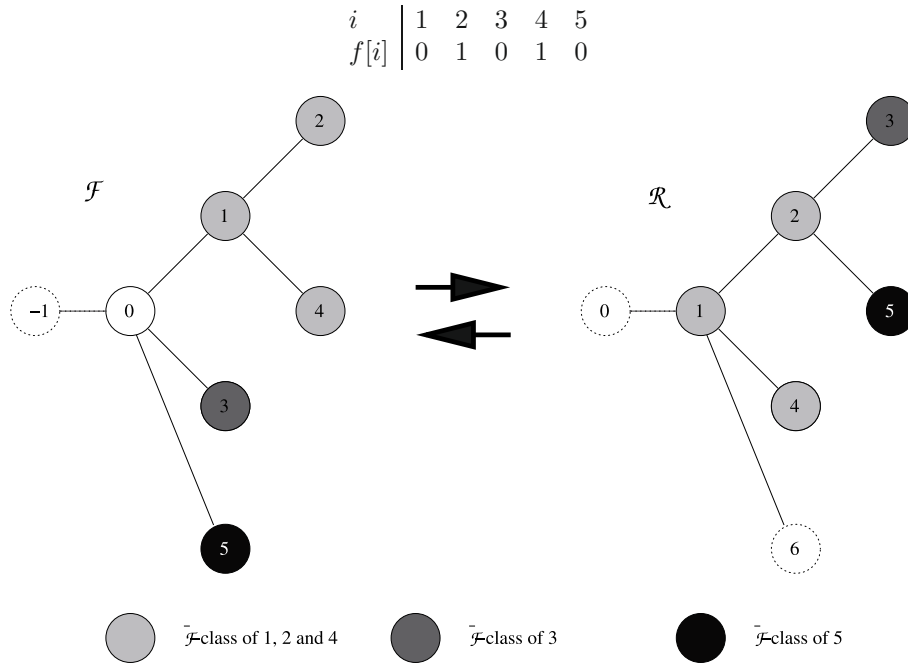 i 1 2 3 4 5
f[i] 0 1 0 1 0
2 3
ℱ 1 ℛ 2
−1 0 4 0 1 5
3 4
5 6
ℱ̄-class of 1, 2 and 4 ℱ̄-class of 3 ℱ̄-class of 5